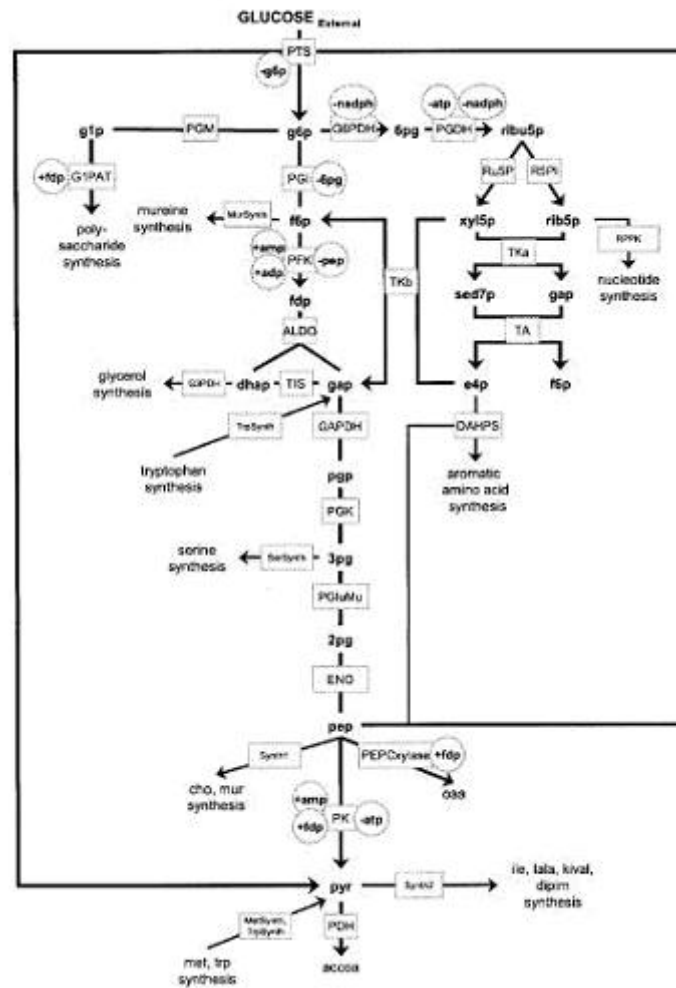 GLUCOSE External
PTS
-g6p
-nadph
-atp
-nadph
g1p
PGM
g6p
G6PDH
6pg
PGDH
ribu5p
+fdp
G1PAT
PGI
-6pg
Ru5P
R5PI
poly-
saccharide
synthesis
mureine
synthesis
MurSynth
f6p
xyl5p
rib5p
RPPK
+amp
+adp
PFK
-pep
TKa
nucleotide
synthesis
fdp
TKb
sed7p
gap
ALDO
TA
glycerol
synthesis
G3PDH
dhap
TIS
gap
e4p
f6p
TrpSynth
GAPDH
DAHPS
tryptophan
synthesis
pgp
aromatic
amino acid
synthesis
PGK
serine
synthesis
SerSynth
3pg
PGluMu
2pg
ENO
pep
Synth1
PEPCxylase
+fdp
cho, mur
synthesis
oaa
+amp
+fdp
PK
-atp
pyr
Synth2
ile, lala, kival,
dipim
synthesis
MetSynth,
TrpSynth
PDH
met, trp
synthesis
accoa